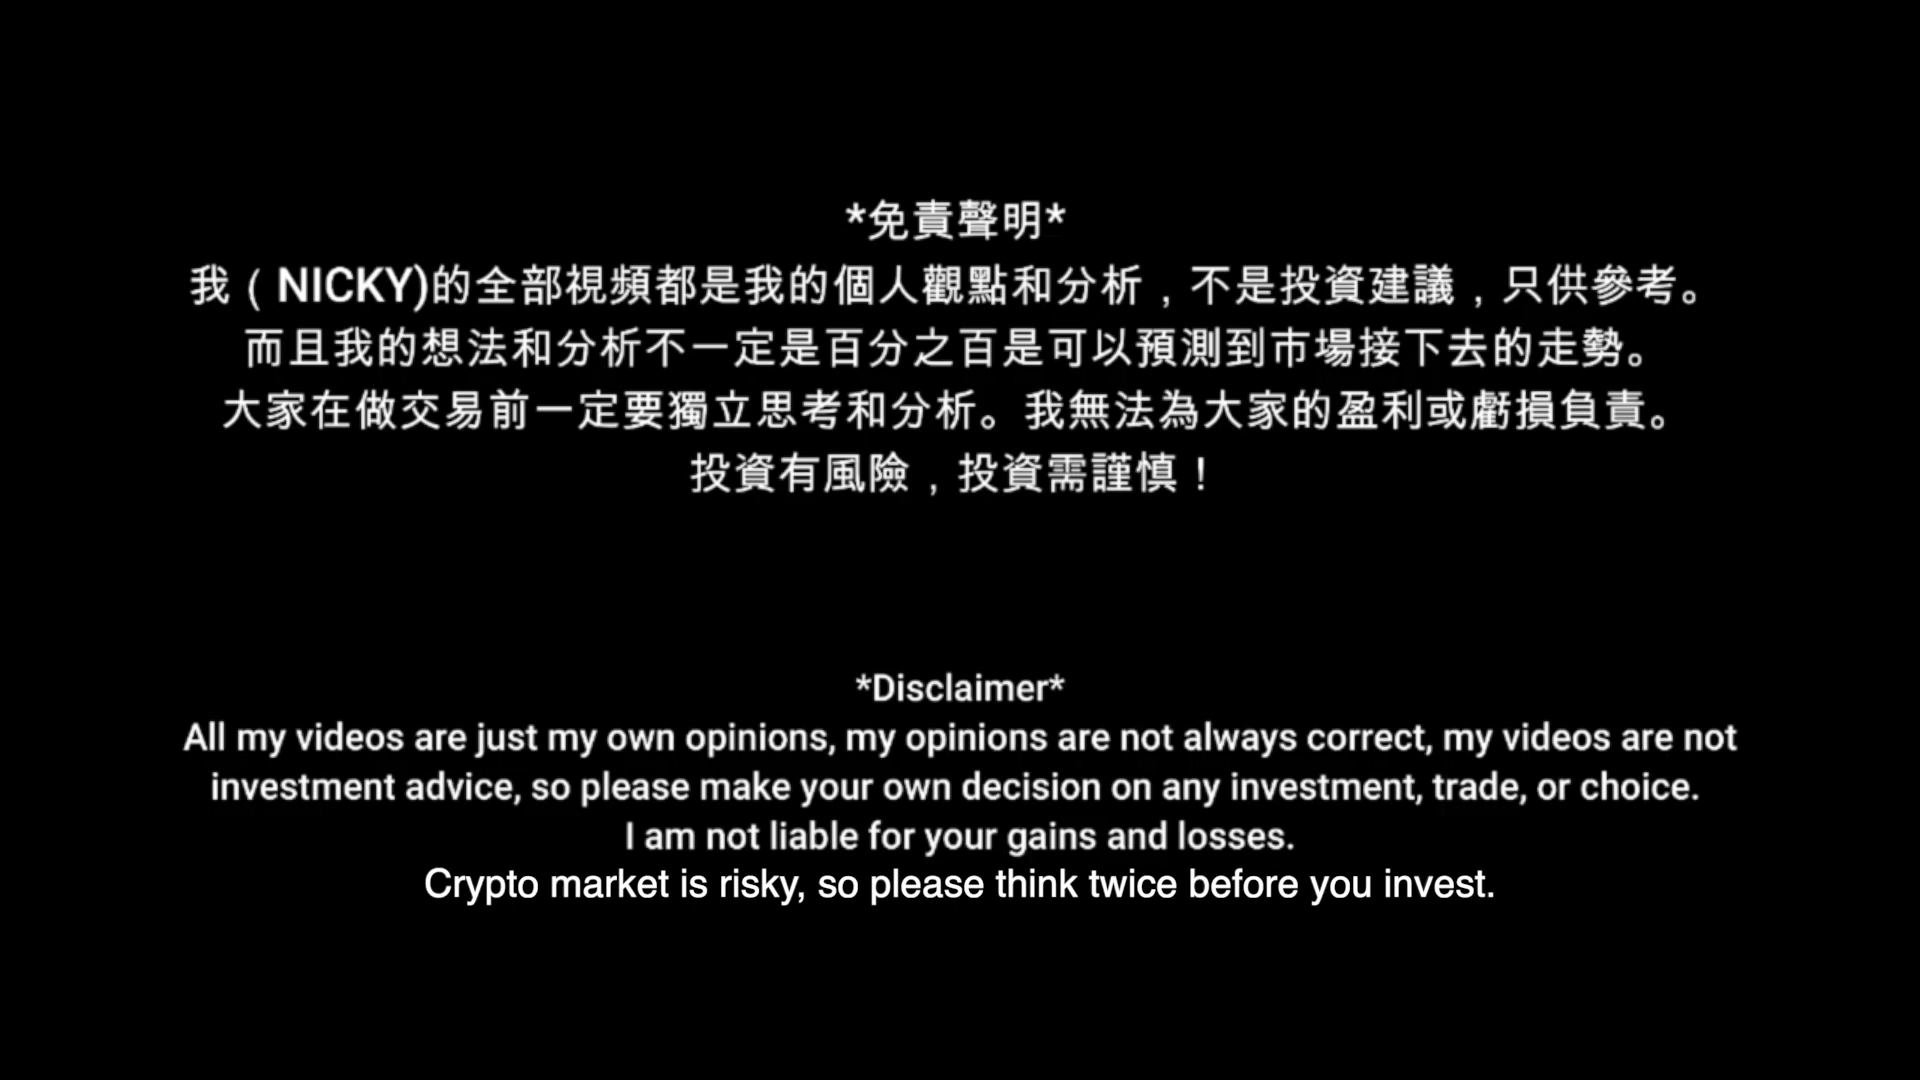 *免責聲明*
我（NICKY)的全部視頻都是我的個人觀點和分析，不是投資建議，只供參考。
而且我的想法和分析不一定是百分之百是可以預測到市場接下去的走勢。
大家在做交易前一定要獨立思考和分析。我無法為大家的盈利或虧損負責。
投資有風險，投資需謹慎！
*Disclaimer*
All my videos are just my own opinions, my opinions are not always correct, my videos are not
investment advice, so please make your own decision on any investment, trade, or choice.
I am not liable for your gains and losses.
Crypto market is risky, so please think twice before you invest.